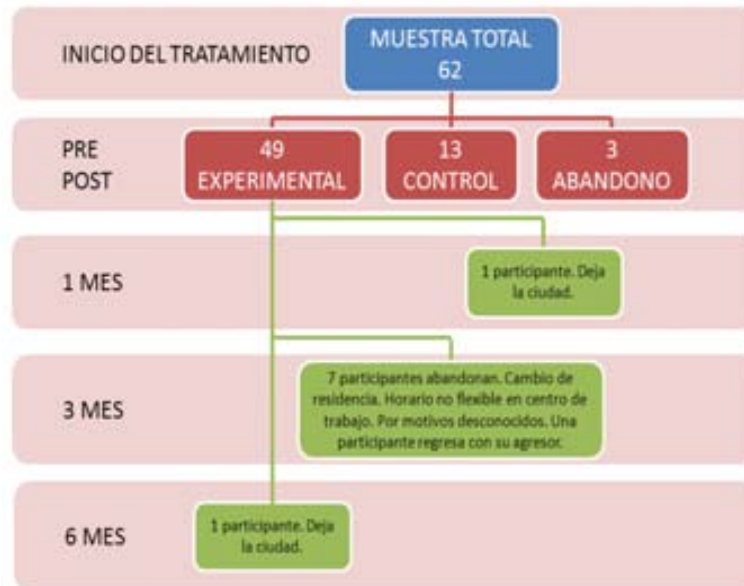 INICIO DEL TRATAMIENTO
MUESTRA TOTAL
62
PRE
POST
49
EXPERIMENTAL
13
CONTROL
3
ABANDONO
1 MES
1 participante. Deja
la ciudad.
3 MES
7 participantes abandonan. Cambio de
residencia. Horario no flexible en centro de
trabajo. Por motivos desconocidos. Una
participante regresa con su agresor.
6 MES
1 participante. Deja
la ciudad.